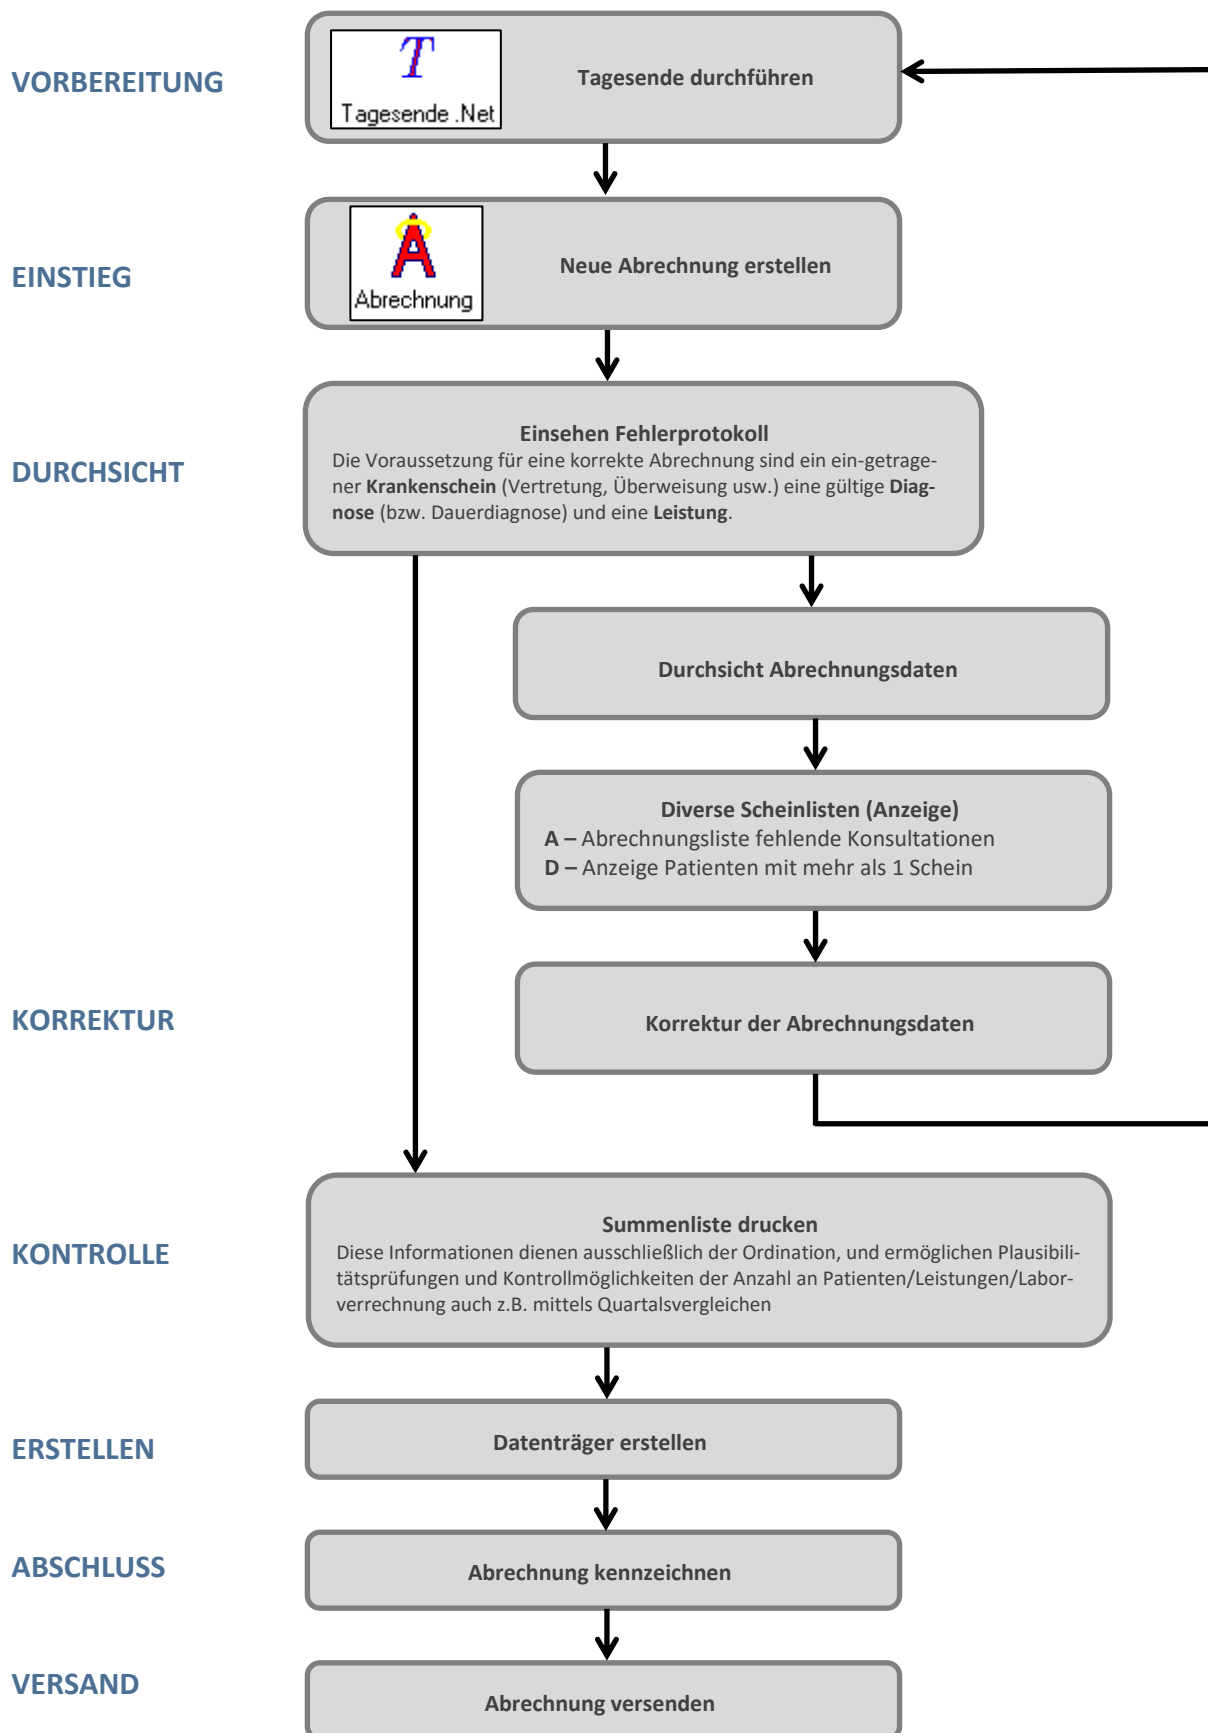 VORBEREITUNG
Tagesende .Net
Tagesende durchführen
EINSTIEG
Abrechnung
Neue Abrechnung erstellen
DURCHSICHT
Einsehen Fehlerprotokoll
Die Voraussetzung für eine korrekte Abrechnung sind ein ein-getrage-
ner Krankenschein (Vertretung, Überweisung usw.) eine gültige Diag-
nose (bzw. Dauerdiagnose) und eine Leistung.
Durchsicht Abrechnungsdaten
Diverse Scheinlisten (Anzeige)
A – Abrechnungsliste fehlende Konsultationen
D – Anzeige Patienten mit mehr als 1 Schein
KORREKTUR
Korrektur der Abrechnungsdaten
KONTROLLE
Summenliste drucken
Diese Informationen dienen ausschließlich der Ordination, und ermöglichen Plausibili-
tätsprüfungen und Kontrollmöglichkeiten der Anzahl an Patienten/Leistungen/Labor-
verrechnung auch z.B. mittels Quartalsvergleichen
ERSTELLEN
Datenträger erstellen
ABSCHLUSS
Abrechnung kennzeichnen
VERSAND
Abrechnung versenden